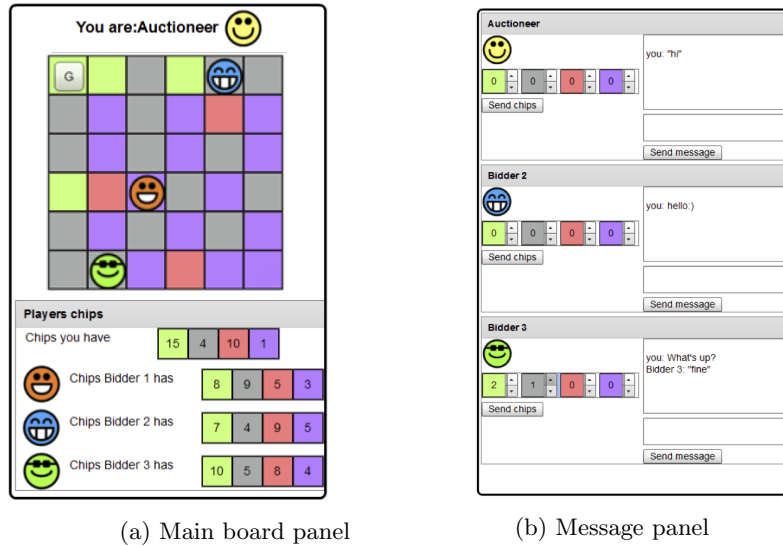 You are:Auctioneer
G
Players chips
Chips you have
15 4 10 1
Chips Bidder 1 has
8 9 5 3
Chips Bidder 2 has
7 4 9 5
Chips Bidder 3 has
10 5 8 4
(a) Main board panel
Auctioneer
you: "hi"
0 0 0 0
Send chips
Send message
Bidder 2
you: hello:)
0 0 0 0
Send chips
Send message
Bidder 3
you: What's up?
Bidder 3: "fine"
2 1 0 0
Send chips
Send message
(b) Message panel